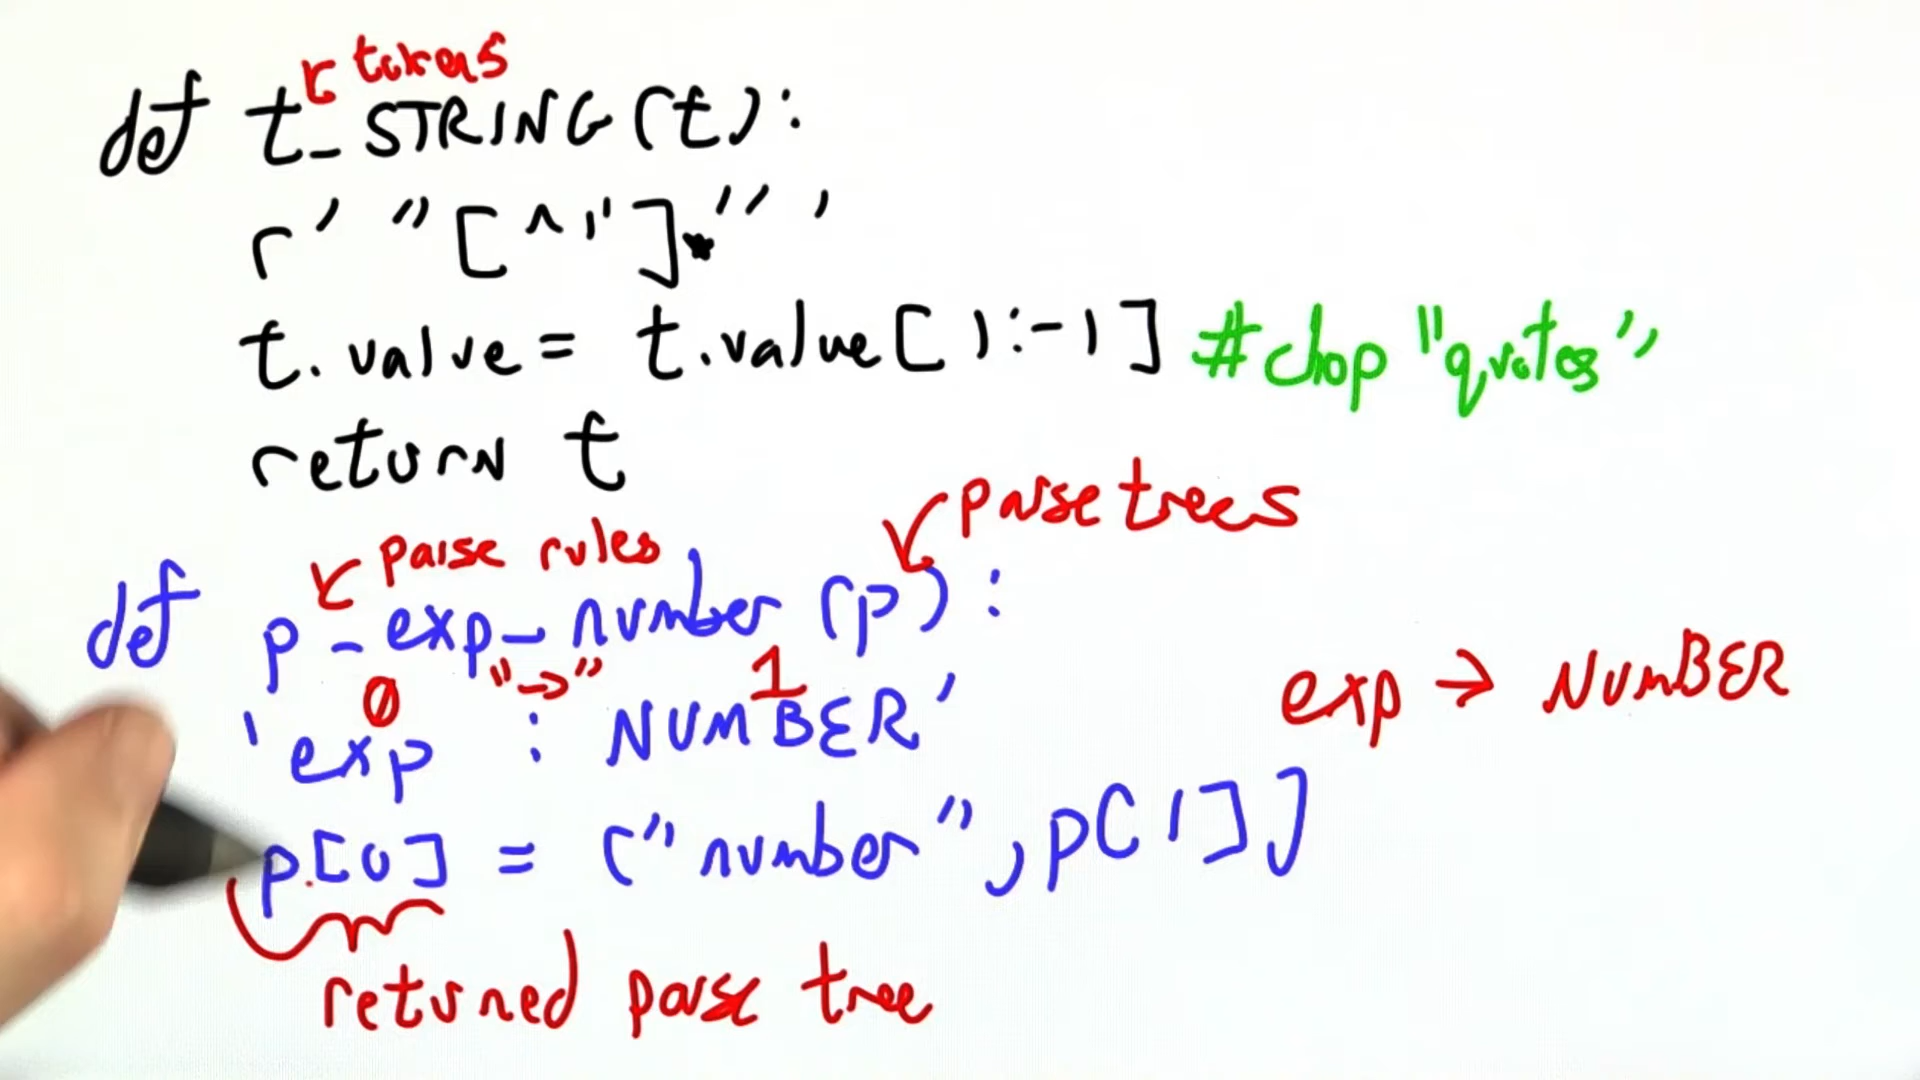 tokens
def t_STRING(t):
r' "[^"]*" '
t.value = t.value[1:-1] #chop "quotes"
return t
parse trees
parse rules
def p_exp_number(p):
0 "→" 1
'exp : NUMBER' exp → NUMBER
p[0] = ("number", p[1])
returned parse tree